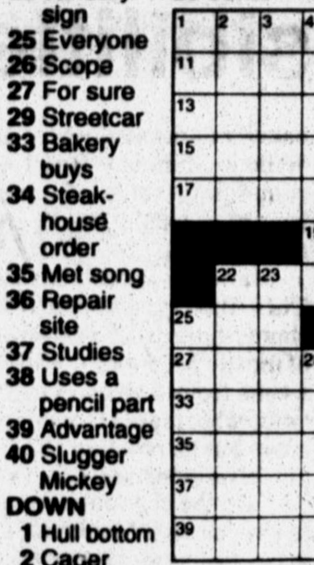 sign
25 Everyone
26 Scope
27 For sure
29 Streetcar
33 Bakery
buys
34 Steak-
house
order
35 Met song
36 Repair
site
37 Studies
38 Uses a
pencil part
39 Advantage
40 Slugger
Mickey
DOWN
1 Hull bottom
2 Cager
1 2 3 4
11
13
15
17
22 23
25
27
33
35
37
39